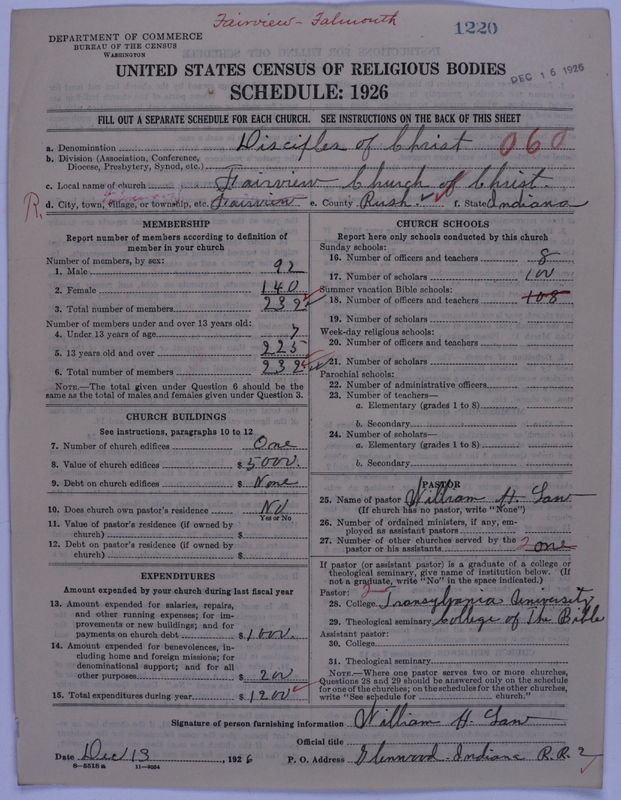 Fairview - Falmouth
1220
DEPARTMENT OF COMMERCE
BUREAU OF THE CENSUS
WASHINGTON
DEC 16 1926
UNITED STATES CENSUS OF RELIGIOUS BODIES
SCHEDULE: 1926
FILL OUT A SEPARATE SCHEDULE FOR EACH CHURCH. SEE INSTRUCTIONS ON THE BACK OF THIS SHEET
a. Denomination Disciples of Christ 060
b. Division (Association, Conference,
Diocese, Presbytery, Synod, etc.)
c. Local name of church Fairview Church of Christ.
R. d. City, town, village, or township, etc. Fairview e. County Rush f. State Indiana
MEMBERSHIP
Report number of members according to definition of
member in your church
Number of members, by sex:
1. Male 92
2. Female 140
3. Total number of members 232
Number of members under and over 13 years old:
4. Under 13 years of age 7
5. 13 years old and over 225
6. Total number of members 232
NOTE.—The total given under Question 6 should be the
same as the total of males and females given under Question 3.
CHURCH BUILDINGS
See instructions, paragraphs 10 to 12
7. Number of church edifices One
8. Value of church edifices $ 5000.
9. Debt on church edifices $ None
10. Does church own pastor's residence? No
Yes or No
11. Value of pastor's residence (if owned by
church) $
12. Debt on pastor's residence (if owned by
church) $
EXPENDITURES
Amount expended by your church during last fiscal year
13. Amount expended for salaries, repairs,
and other running expenses; for im-
provements or new buildings; and for
payments on church debt $ 1000.
14. Amount expended for benevolences, in-
cluding home and foreign missions; for
denominational support; and for all
other purposes $ 200
15. Total expenditures during year $ 1200
CHURCH SCHOOLS
Report here only schools conducted by this church
Sunday schools:
16. Number of officers and teachers 8
17. Number of scholars 100
Summer vacation Bible schools:
18. Number of officers and teachers 108
19. Number of scholars
Week-day religious schools:
20. Number of officers and teachers
21. Number of scholars
Parochial schools:
22. Number of administrative officers
23. Number of teachers—
a. Elementary (grades 1 to 8)
b. Secondary
24. Number of scholars—
a. Elementary (grades 1 to 8)
b. Secondary
PASTOR
25. Name of pastor William H. Law
(If church has no pastor, write "None")
26. Number of ordained ministers, if any, em-
ployed as assistant pastors
27. Number of other churches served by the
pastor or his assistants 2 one
If pastor (or assistant pastor) is a graduate of a college or
theological seminary, give name of institution below. (If
not a graduate, write "No" in the space indicated.)
Pastor:
28. College Transylvania University
29. Theological seminary College of The Bible
Assistant pastor:
30. College
31. Theological seminary
NOTE.—Where one pastor serves two or more churches,
Questions 28 and 29 should be answered only on the schedule
for one of the churches; on the schedules for the other churches,
write "See schedule for church."
Signature of person furnishing information William H. Law
Official title
Date Dec 13, 1926 P. O. Address Glenwood - Indiana R.R. 2
8—5518 a 11—9054